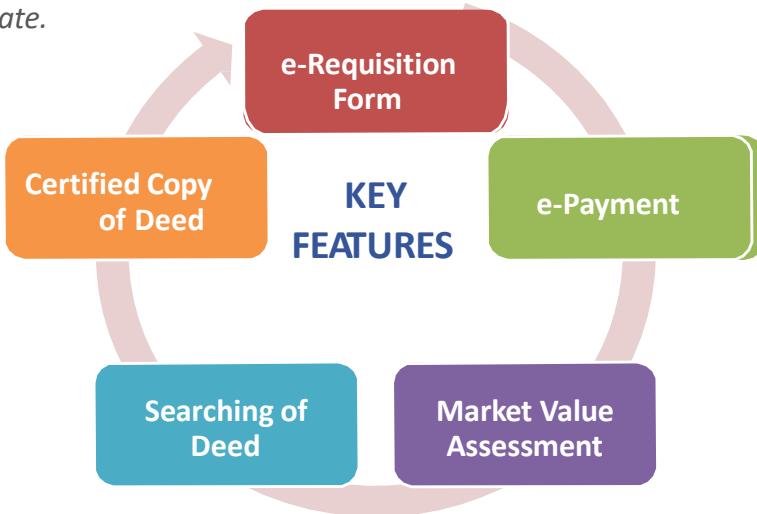 ate.
e-Requisition
Form
Certified Copy
of Deed
KEY
FEATURES
e-Payment
Searching of
Deed
Market Value
Assessment